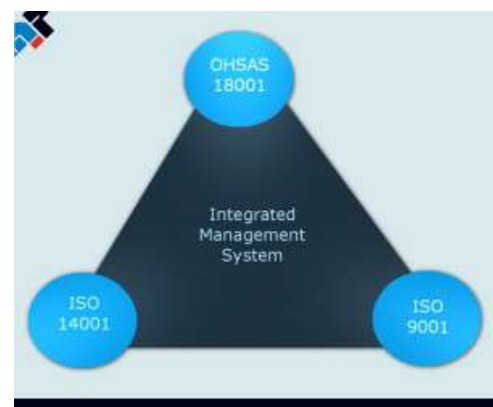 OHSAS
18001
Integrated
Management
System
ISO
14001
ISO
9001